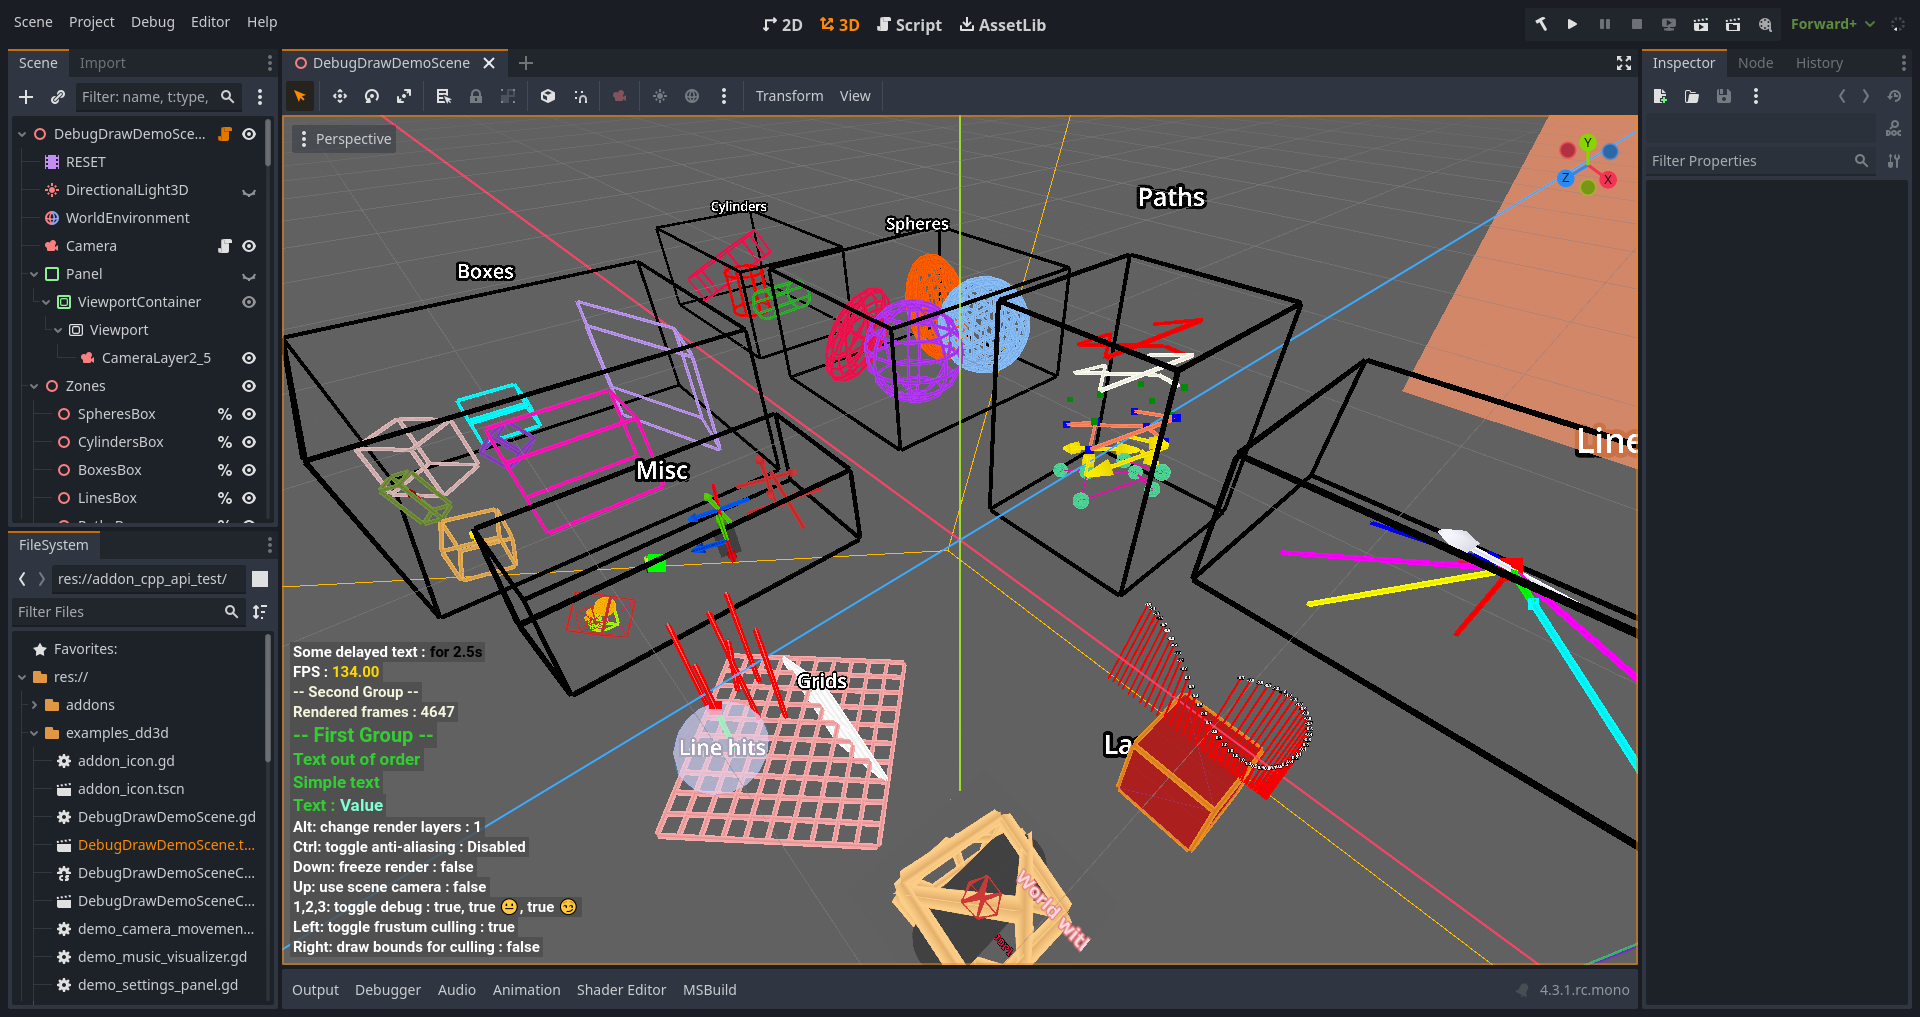 Scene Project Debug Editor Help
2D 3D Script AssetLib
Forward+
Scene Import
Filter: name, t:type,
DebugDrawDemoSce...
RESET
DirectionalLight3D
WorldEnvironment
Camera
Panel
ViewportContainer
Viewport
CameraLayer2_5
Zones
SpheresBox
CylindersBox
BoxesBox
LinesBox
FileSystem
res://addon_cpp_api_test/
Filter Files
Favorites:
res://
addons
examples_dd3d
addon_icon.gd
addon_icon.tscn
DebugDrawDemoScene.gd
DebugDrawDemoScene.t...
DebugDrawDemoSceneC...
DebugDrawDemoSceneC...
demo_camera_movemen...
demo_music_visualizer.gd
demo_settings_panel.gd
DebugDrawDemoScene
Transform View
Perspective
Y
Z
X
Paths
Cylinders
Spheres
Boxes
Line
Misc
Grids
Line hits
La
World with
Some delayed text : for 2.5s
FPS : 134.00
-- Second Group --
Rendered frames : 4647
-- First Group --
Text out of order
Simple text
Text : Value
Alt: change render layers : 1
Ctrl: toggle anti-aliasing : Disabled
Down: freeze render : false
Up: use scene camera : false
1,2,3: toggle debug : true, true 😐, true 😏
Left: toggle frustum culling : true
Right: draw bounds for culling : false
Output Debugger Audio Animation Shader Editor MSBuild
4.3.1.rc.mono
Inspector Node History
DOC
Filter Properties